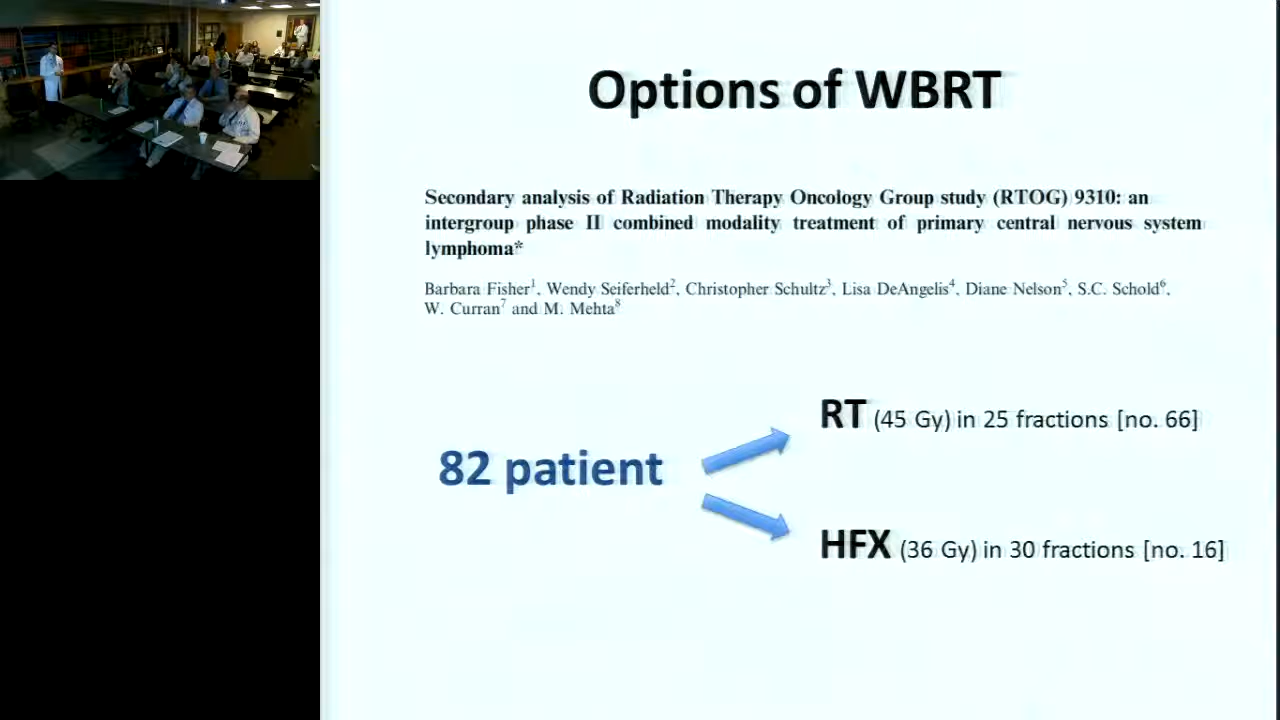 Options of WBRT
Secondary analysis of Radiation Therapy Oncology Group study (RTOG) 9310: an
intergroup phase II combined modality treatment of primary central nervous system
lymphoma*
Barbara Fisher1, Wendy Seiferheld2, Christopher Schultz3, Lisa DeAngelis4, Diane Nelson5, S.C. Schold6,
W. Curran7 and M. Mehta8
RT (45 Gy) in 25 fractions [no. 66]
82 patient
HFX (36 Gy) in 30 fractions [no. 16]